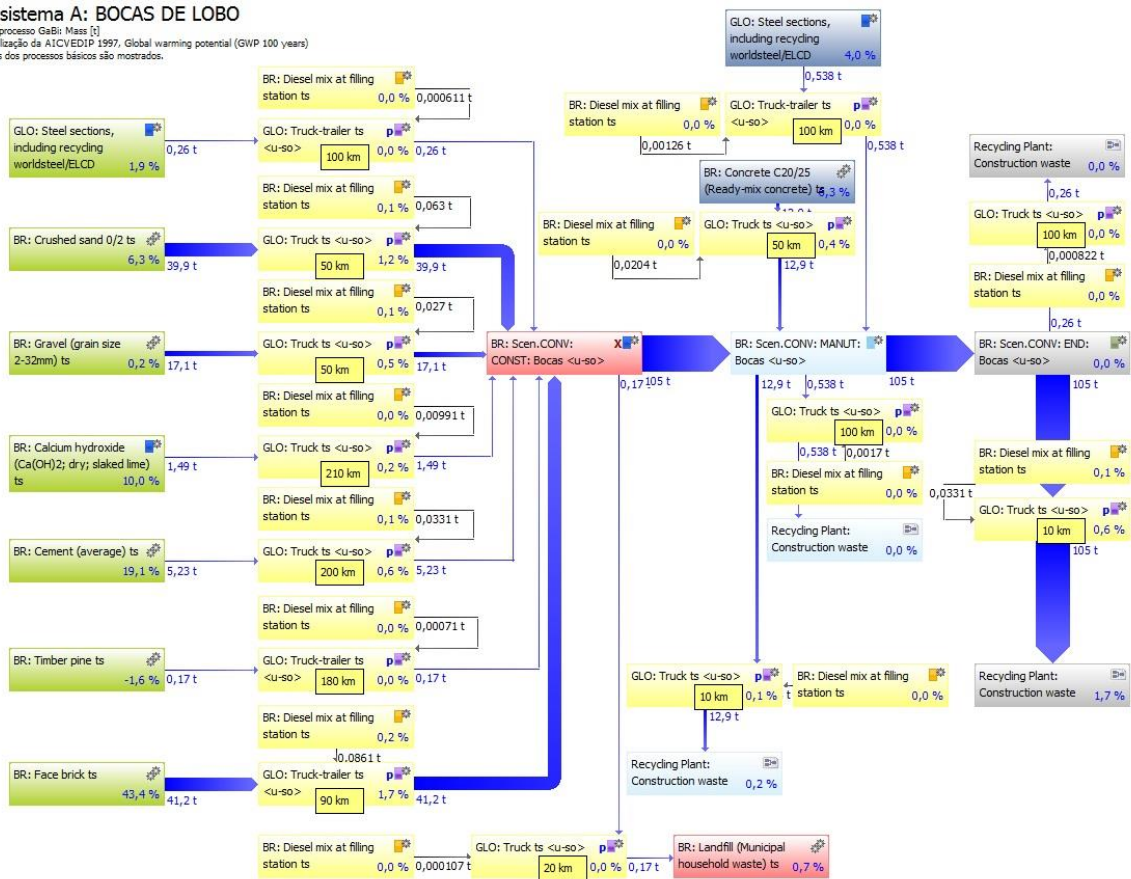 sistema A: BOCAS DE LOBO
processo GaBi: Mass [t]
lização da AICVEDIP 1997, Global warming potential (GWP 100 years)
s dos processos básicos são mostrados.
GLO: Steel sections,
including recycling
worldsteel/ELCD 4,0 %
0,538 t
BR: Diesel mix at filling
station ts 0,0 %
0,000611 t
BR: Diesel mix at filling
station ts 0,0 %
0,00126 t
GLO: Truck-trailer ts
<u-so> 100 km 0,0 %
0,538 t
GLO: Steel sections,
including recycling
worldsteel/ELCD 1,9 %
0,26 t
GLO: Truck-trailer ts
<u-so> 100 km 0,0 %
0,26 t
Recycling Plant:
Construction waste 0,0 %
0,26 t
BR: Concrete C20/25
(Ready-mix concrete) ts
BR: Diesel mix at filling
station ts 0,1 %
0,063 t
BR: Diesel mix at filling
station ts 0,0 %
0,0204 t
GLO: Truck ts <u-so>
50 km 0,4 %
12,9 t
GLO: Truck ts <u-so>
100 km 0,0 %
0,000822 t
BR: Crushed sand 0/2 ts
6,3 %
39,9 t
GLO: Truck ts <u-so>
50 km 1,2 %
39,9 t
BR: Diesel mix at filling
station ts 0,0 %
0,26 t
BR: Diesel mix at filling
station ts 0,1 %
0,027 t
BR: Gravel (grain size
2-32mm) ts 0,2 %
17,1 t
GLO: Truck ts <u-so>
50 km 0,5 %
17,1 t
BR: Scen.CONV: X
CONST: Bocas <u-so>
0,17
105 t
BR: Scen.CONV: MANUT:
Bocas <u-so>
12,9 t
0,538 t
105 t
BR: Scen.CONV: END:
Bocas <u-so> 0,0 %
105 t
BR: Diesel mix at filling
station ts 0,0 %
0,00991 t
GLO: Truck ts <u-so>
100 km 0,0 %
0,538 t
0,0017 t
BR: Calcium hydroxide
(Ca(OH)2; dry; slaked lime)
ts 10,0 %
1,49 t
GLO: Truck ts <u-so>
210 km 0,2 %
1,49 t
BR: Diesel mix at filling
station ts 0,0 %
BR: Diesel mix at filling
station ts 0,1 %
0,0331 t
BR: Diesel mix at filling
station ts 0,1 %
0,0331 t
GLO: Truck ts <u-so>
10 km 0,6 %
105 t
BR: Cement (average) ts
19,1 %
5,23 t
GLO: Truck ts <u-so>
200 km 0,6 %
5,23 t
Recycling Plant:
Construction waste 0,0 %
BR: Diesel mix at filling
station ts 0,0 %
0,00071 t
BR: Timber pine ts
-1,6 %
0,17 t
GLO: Truck-trailer ts
<u-so> 180 km 0,0 %
0,17 t
GLO: Truck ts <u-so>
10 km 0,1 %
t
12,9 t
BR: Diesel mix at filling
station ts 0,0 %
Recycling Plant:
Construction waste 1,7 %
BR: Diesel mix at filling
station ts 0,2 %
0,0861 t
BR: Face brick ts
43,4 %
41,2 t
GLO: Truck-trailer ts
<u-so> 90 km 1,7 %
41,2 t
Recycling Plant:
Construction waste 0,2 %
BR: Diesel mix at filling
station ts 0,0 %
0,000107 t
GLO: Truck ts <u-so>
20 km 0,0 %
0,17 t
BR: Landfill (Municipal
household waste) ts 0,7 %